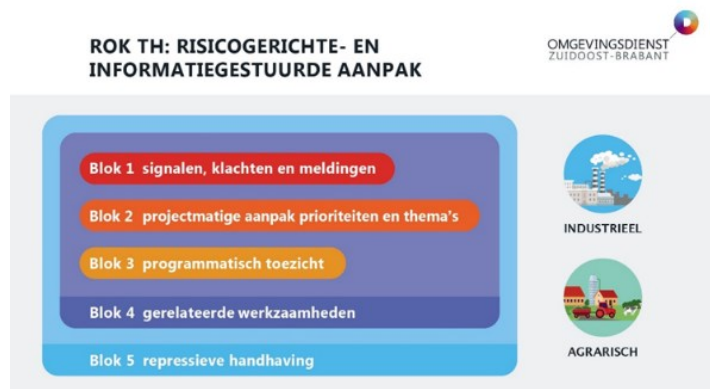 ROK TH: RISICOGERICHTE- EN
INFORMATIEGESTUURDE AANPAK
OMGEVINGSDIENST
ZUIDOOST-BRABANT
Blok 1 signalen, klachten en meldingen
Blok 2 projectmatige aanpak prioriteiten en thema's
Blok 3 programmatisch toezicht
Blok 4 gerelateerde werkzaamheden
Blok 5 repressieve handhaving
INDUSTRIEEL
AGRARISCH